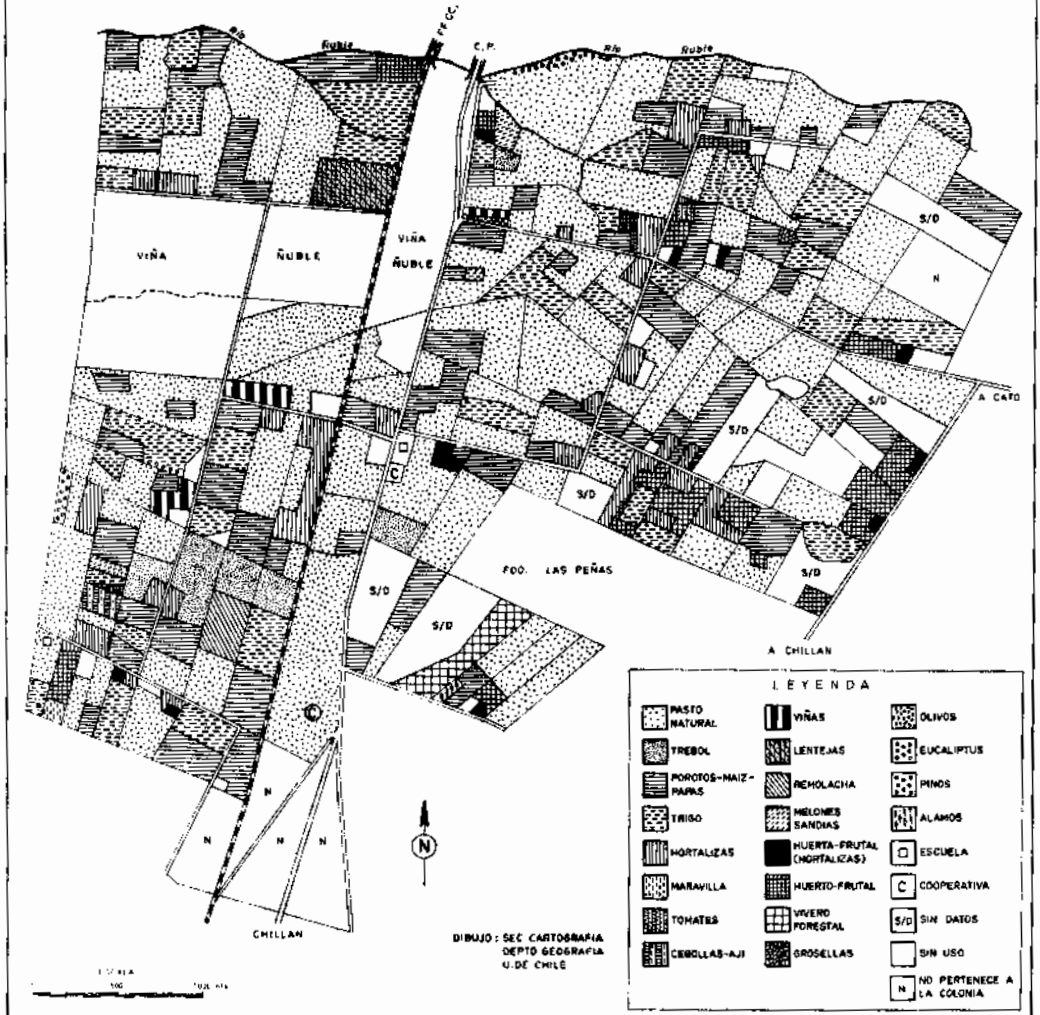 Río
Ñuble
FF.CC.
C.P.
Río
Ñuble
S/D
N
VIÑA
ÑUBLE
VIÑA
ÑUBLE
A CATO
S/D
S/D
C
S/D
FDO. LAS PEÑAS
S/D
S/D
S/D
A CHILLAN
C
N
N
N
N
CHILLAN
DIBUJO: SEC CARTOGRAFIA
DEPTO GEOGRAFIA
U. DE CHILE
500
LEYENDA
PASTO
NATURAL
TREBOL
POROTOS-MAIZ-
PAPAS
TRIGO
HORTALIZAS
MARAVILLA
TOMATES
CEBOLLAS-AJI
VIÑAS
LENTEJAS
REMOLACHA
MELONES
SANDIAS
HUERTA-FRUTAL
(HORTALIZAS)
HUERTO-FRUTAL
VIVERO
FORESTAL
GROSELLAS
OLIVOS
EUCALIPTUS
PINOS
ALAMOS
ESCUELA
C COOPERATIVA
S/D SIN DATOS
SIN USO
N NO PERTENECE A
LA COLONIA